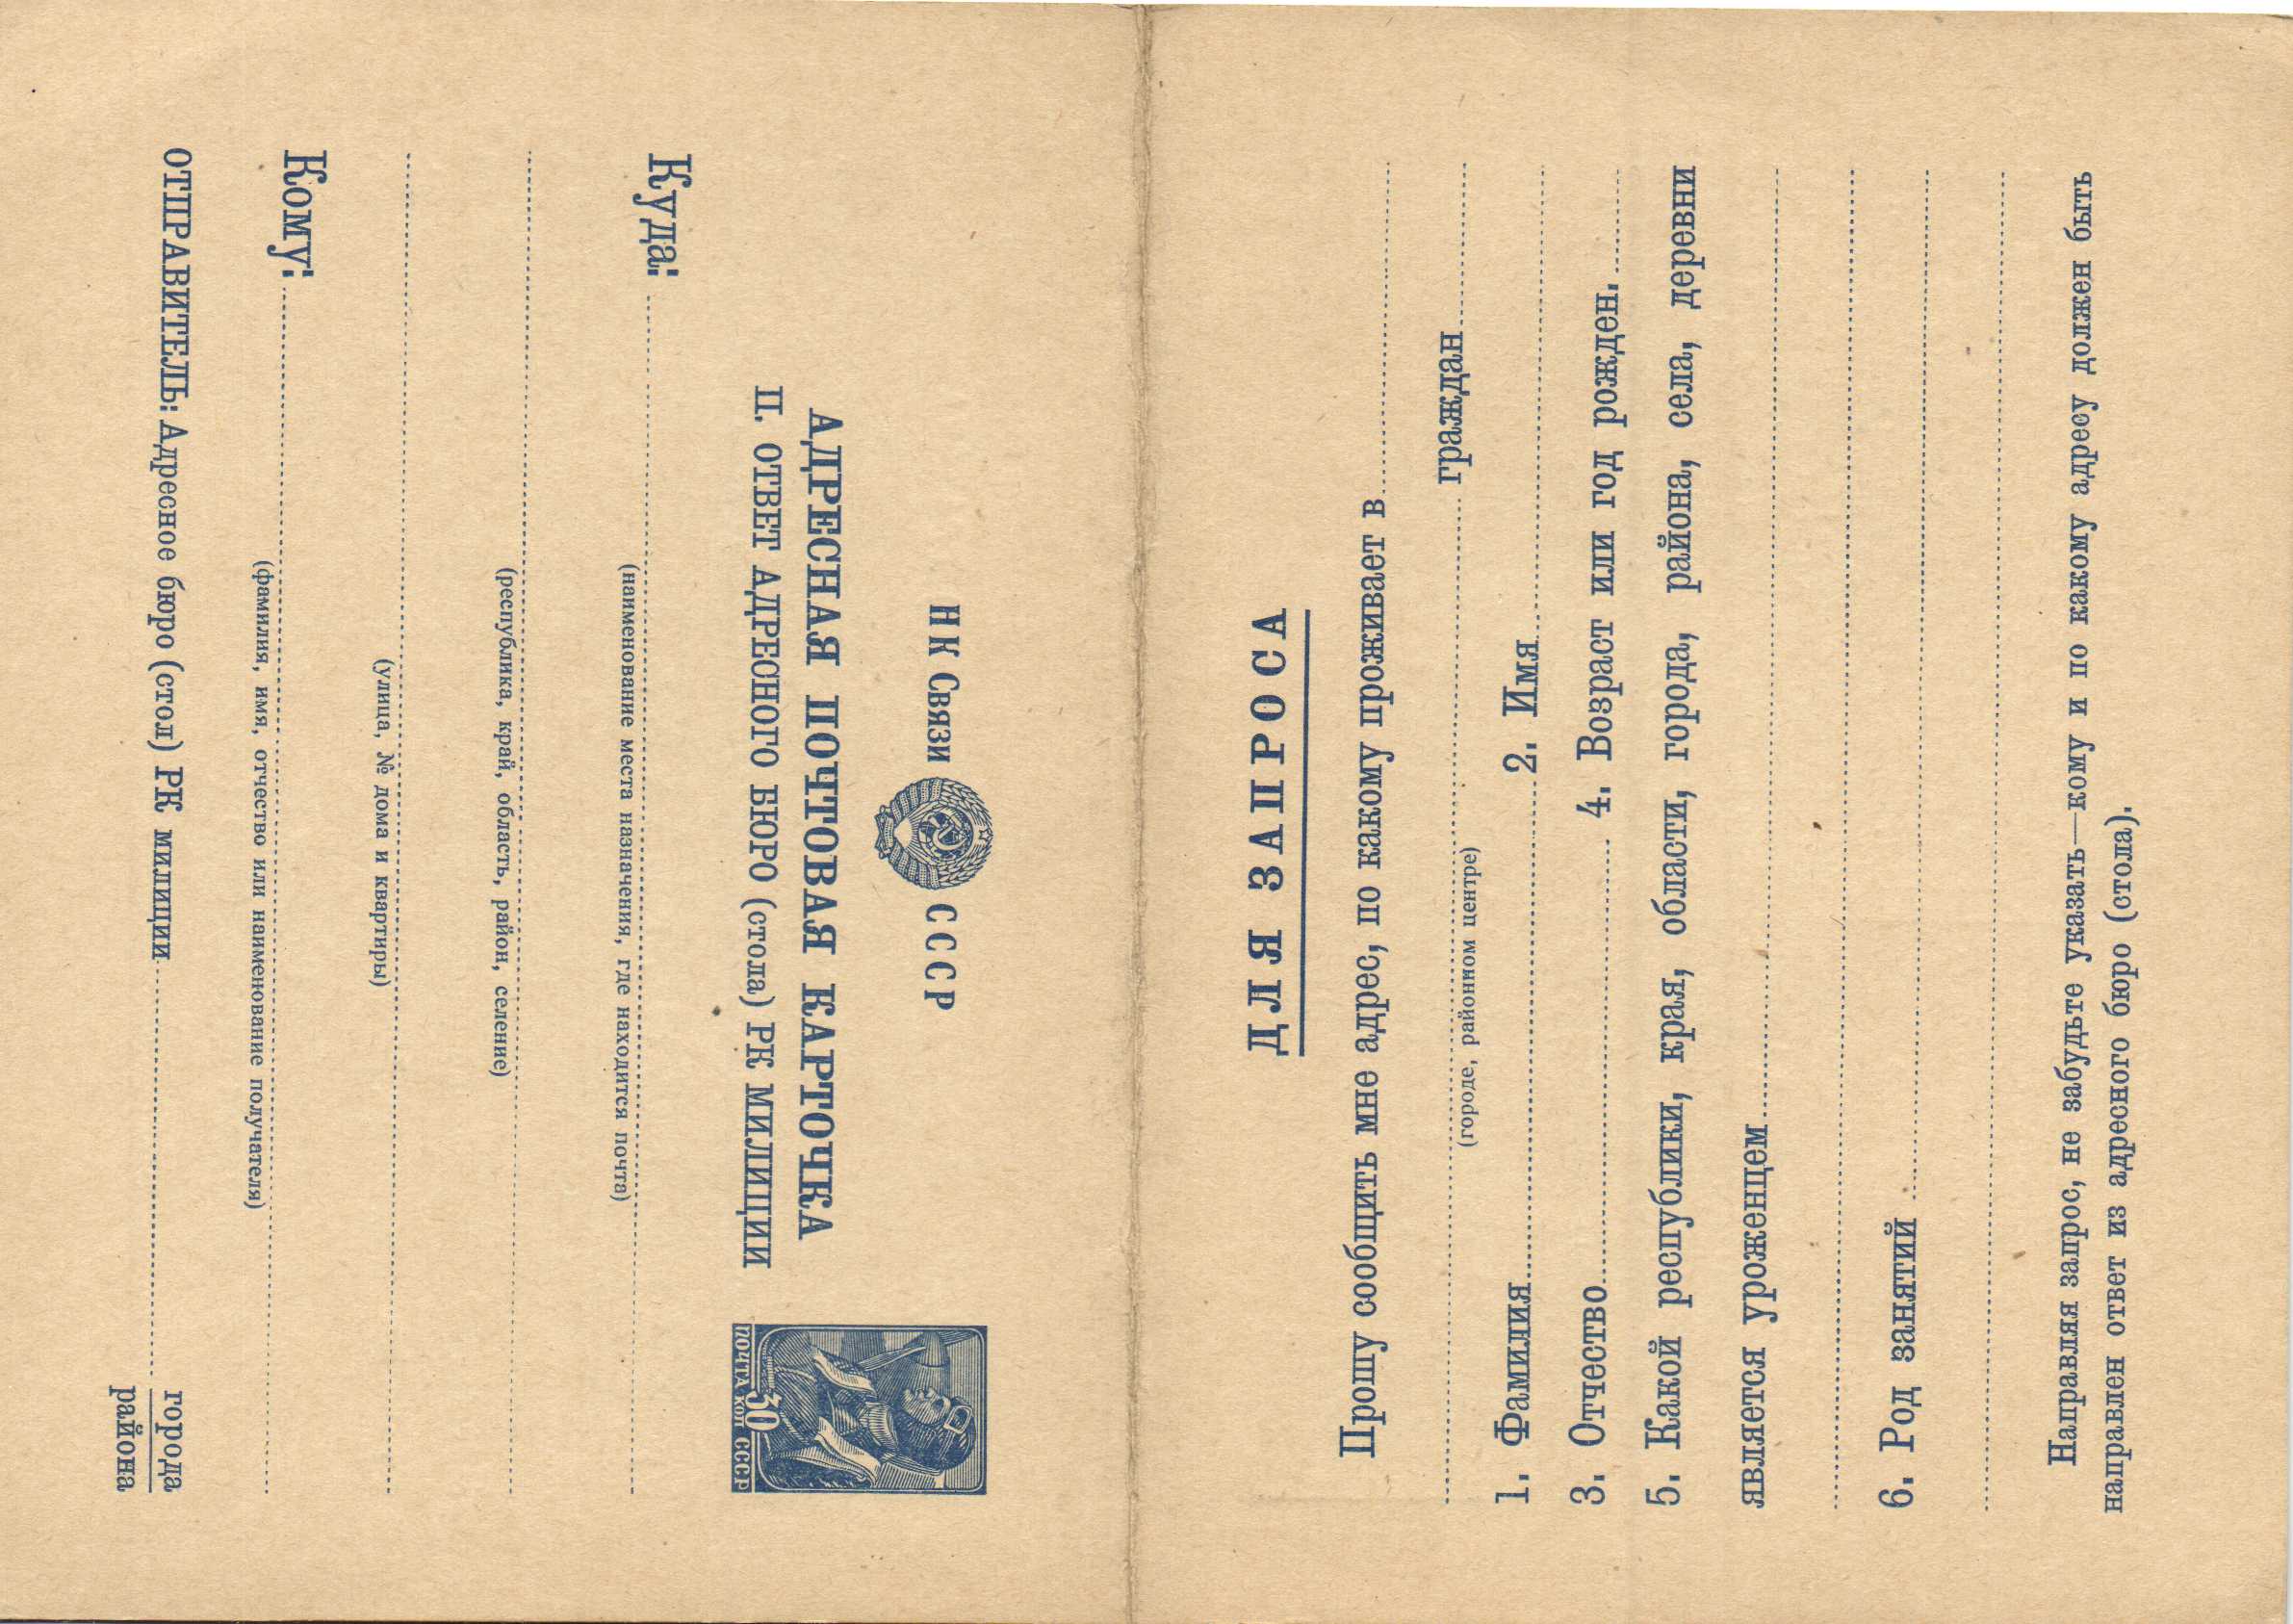 НК Связи СССР
АДРЕСНАЯ ПОЧТОВАЯ КАРТОЧКА
П. ОТВЕТ АДРЕСНОГО БЮРО (стола) РК МИЛИЦИИ
ПОЧТА 30 КОП СССР
Куда:
(наименование места назначения, где находится почта)
(республика, край, область, район, селение)
(улица, № дома и квартиры)
Кому:
(фамилия, имя, отчество или наименование получателя)
ОТПРАВИТЕЛЬ: Адресное бюро (стол) РК милиции
города
района
ДЛЯ ЗАПРОСА
Прошу сообщить мне адрес, по какому проживает в
граждан
(городе, районном центре)
1. Фамилия 2. Имя
3. Отчество 4. Возраст или год рожден.
5. Какой республики, края, области, города, района, села, деревни
является уроженцем
6. Род занятий
Направляя запрос, не забудьте указать—кому и по какому адресу должен быть
направлен ответ из адресного бюро (стола).